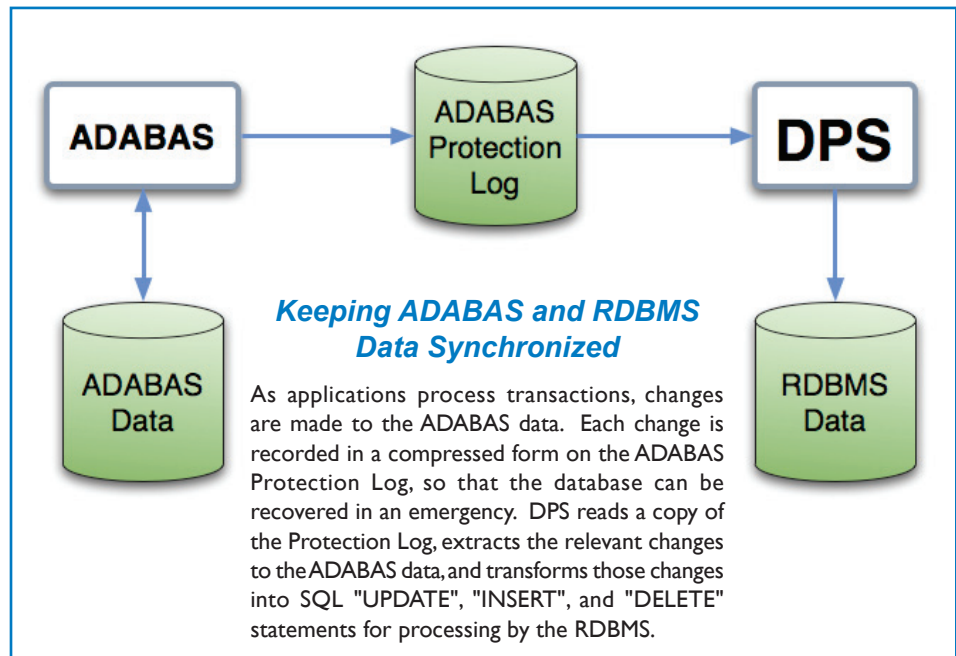 ADABAS
ADABAS
Protection
Log
DPS
ADABAS
Data
Keeping ADABAS and RDBMS
Data Synchronized
As applications process transactions, changes
are made to the ADABAS data. Each change is
recorded in a compressed form on the ADABAS
Protection Log, so that the database can be
recovered in an emergency. DPS reads a copy of
the Protection Log, extracts the relevant changes
to the ADABAS data, and transforms those changes
into SQL "UPDATE", "INSERT", and "DELETE"
statements for processing by the RDBMS.
RDBMS
Data